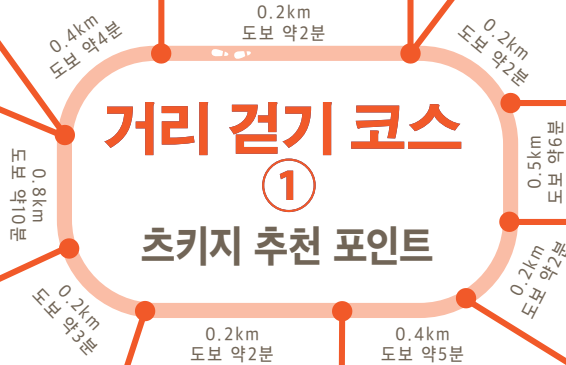 거리 걷기 코스
①
츠키지 추천 포인트
0.2km
도보 약2분
0.2km
도보 약2분
0.5km
도보 약6분
0.2km
도보 약2분
0.4km
도보 약5분
0.2km
도보 약2분
0.2km
도보 약3분
0.8km
도보 약10분
0.4km
도보 약4분